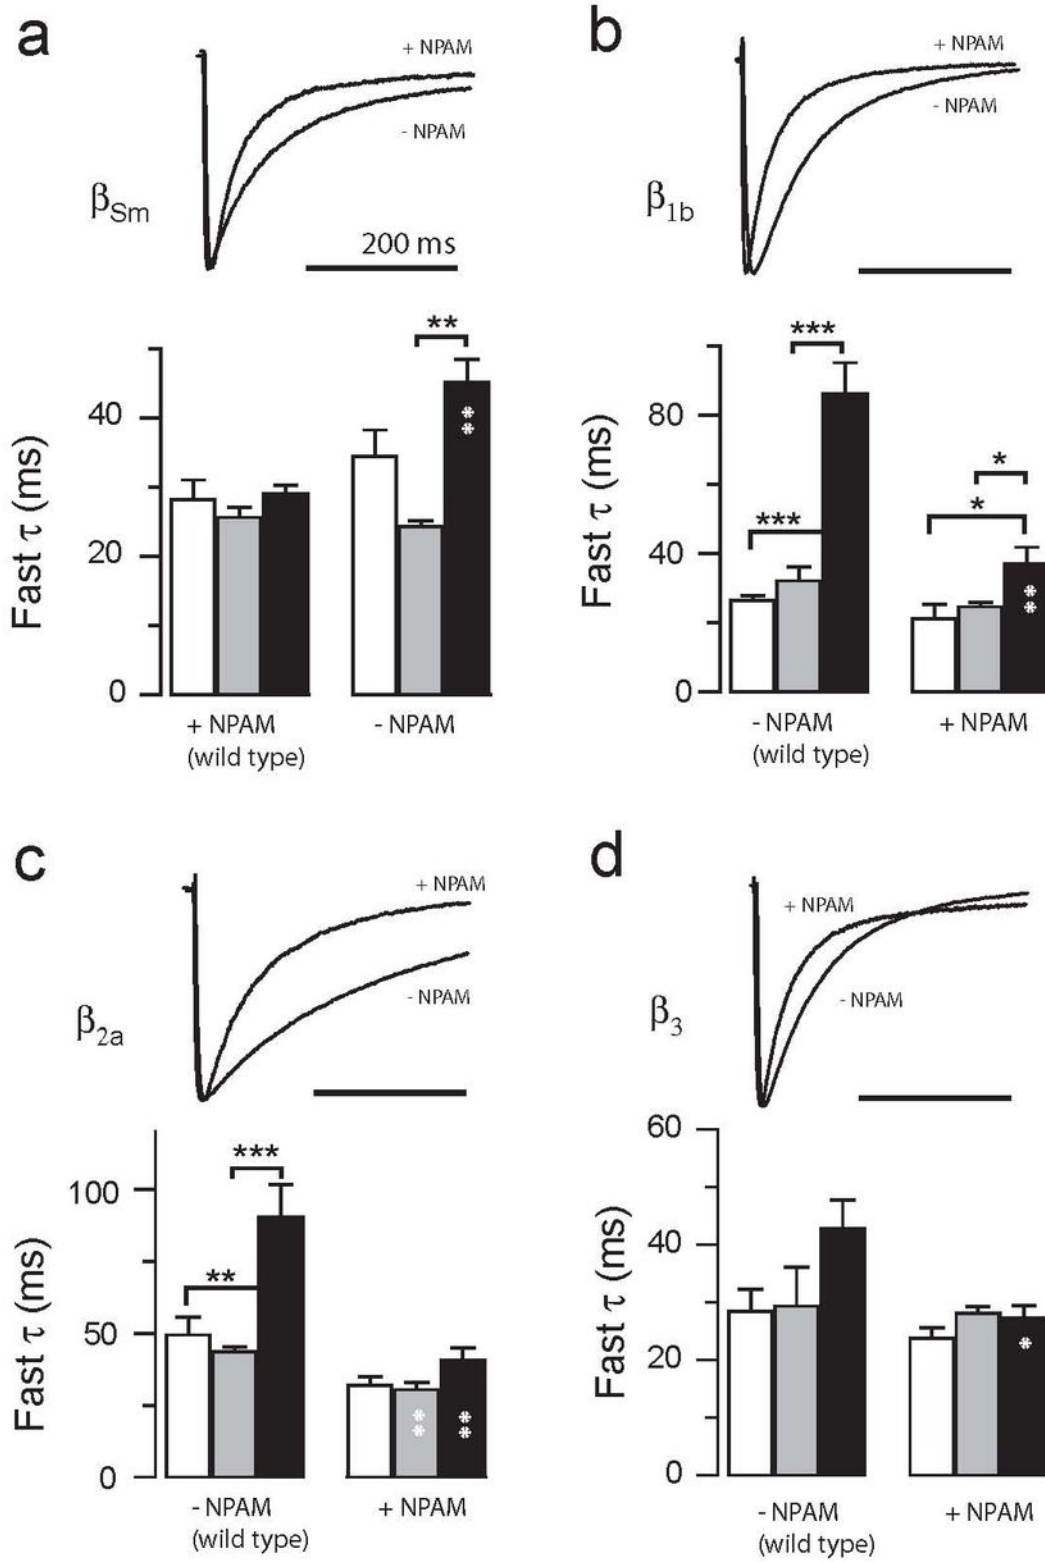 a
+ NPAM
- NPAM
βSm
200 ms
**
Fast τ (ms)
40
20
0
**
+ NPAM
(wild type)
- NPAM
b
+ NPAM
- NPAM
β1b
***
***
*
*
Fast τ (ms)
80
40
0
**
- NPAM
(wild type)
+ NPAM
c
+ NPAM
- NPAM
β2a
***
**
Fast τ (ms)
100
50
0
**
**
- NPAM
(wild type)
+ NPAM
d
+ NPAM
- NPAM
β3
Fast τ (ms)
60
40
20
0
*
- NPAM
(wild type)
+ NPAM